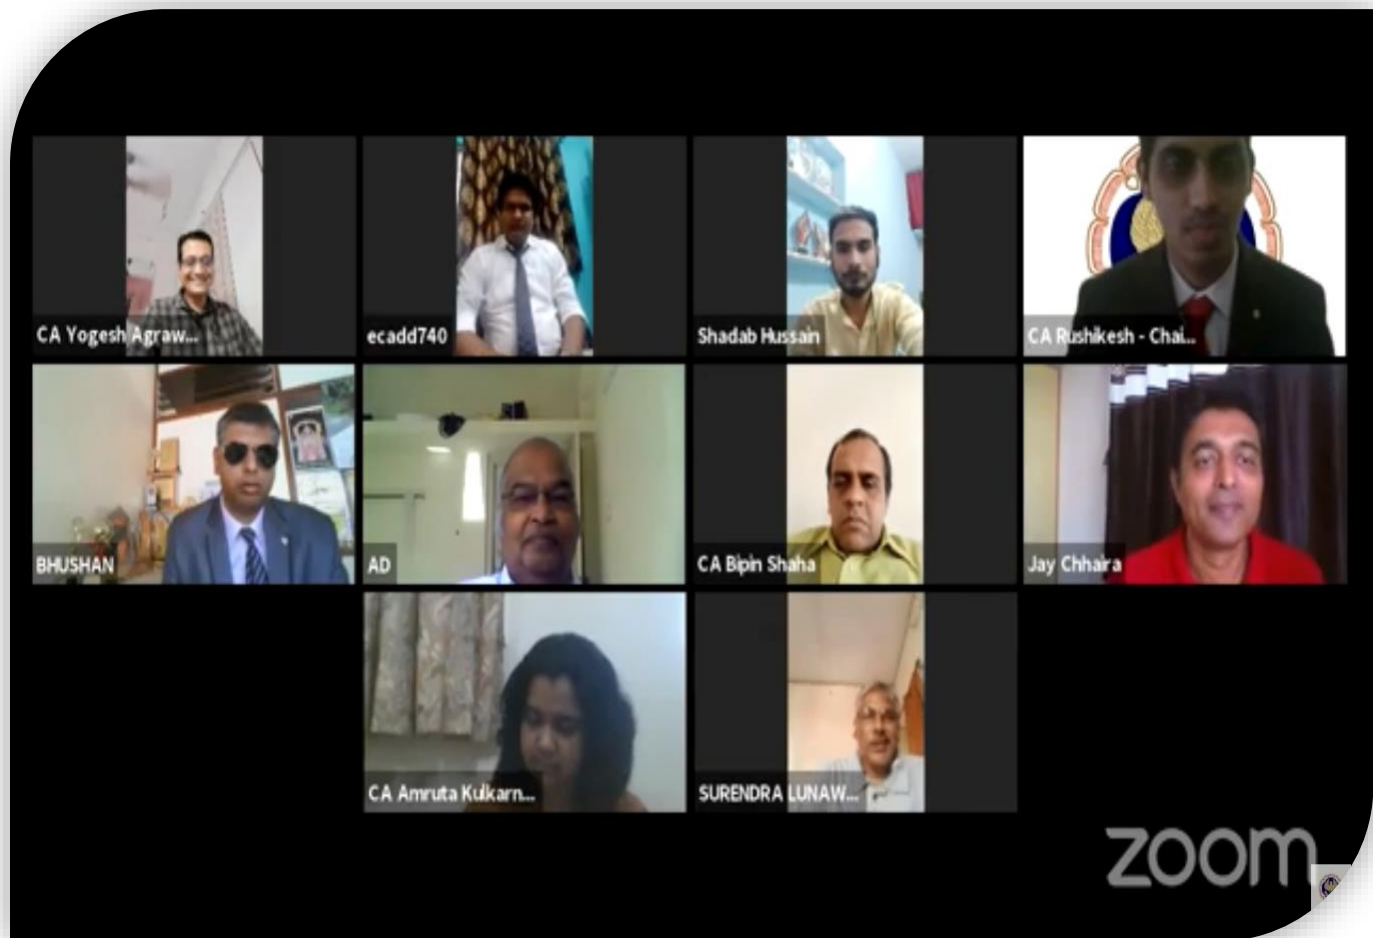 CA Yogesh Agraw...
ecadd740
Shadab Hussain
CA Rushikesh - Chai...
BHUSHAN
AD
CA Bipin Shaha
Jay Chhaira
CA Amruta Kulkarn...
SURENDRA LUNAW...
zoom